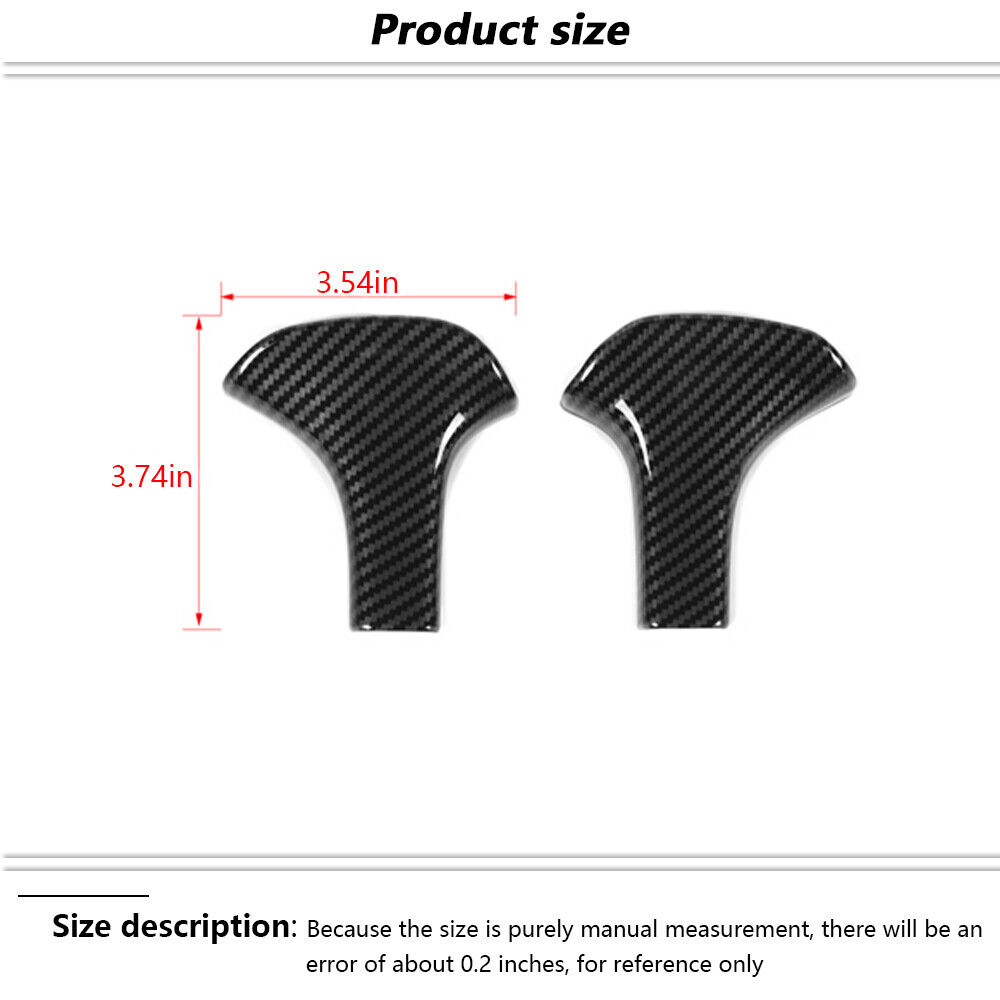 Product size
3.54in
3.74in
Size description: Because the size is purely manual measurement, there will be an
error of about 0.2 inches, for reference only